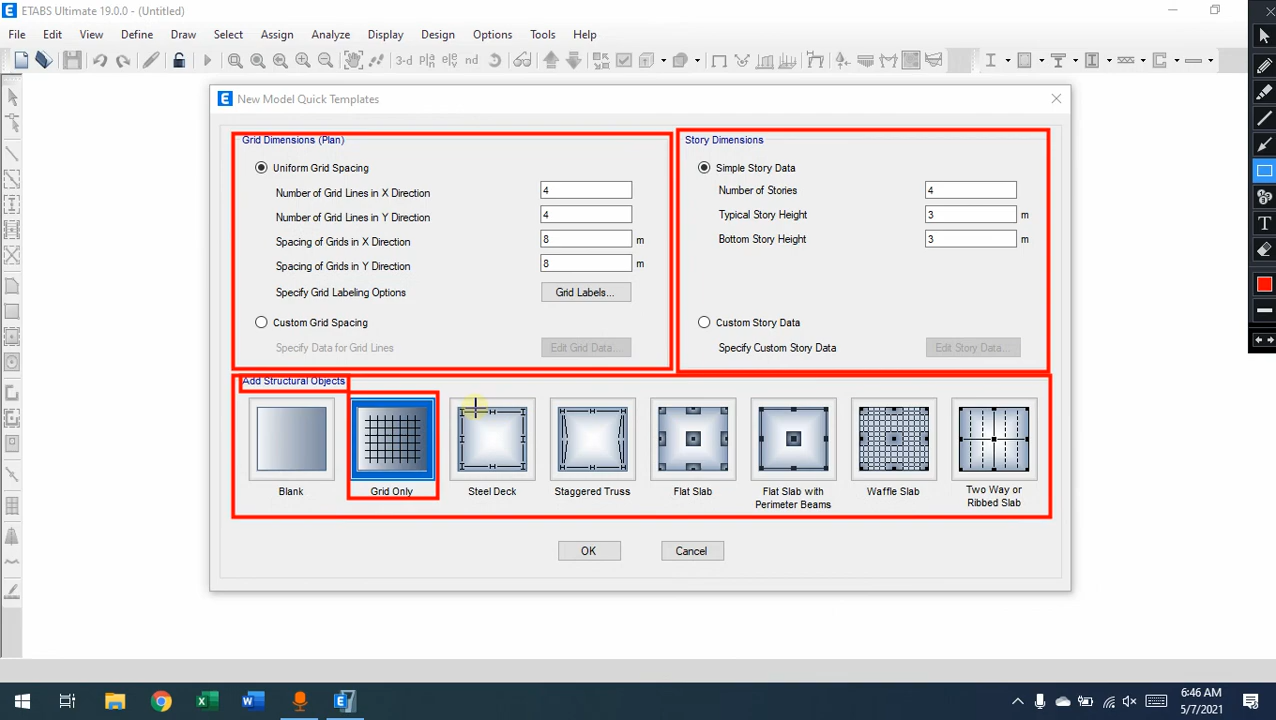 ETABS Ultimate 19.0.0 - (Untitled)
File Edit View Define Draw Select Assign Analyze Display Design Options Tools Help
3-d
nd
New Model Quick Templates
Grid Dimensions (Plan)
Uniform Grid Spacing
Number of Grid Lines in X Direction 4
Number of Grid Lines in Y Direction 4
Spacing of Grids in X Direction 8 m
Spacing of Grids in Y Direction 8 m
Specify Grid Labeling Options Grid Labels...
Custom Grid Spacing
Specify Data for Grid Lines Edit Grid Data...
Story Dimensions
Simple Story Data
Number of Stories 4
Typical Story Height 3 m
Bottom Story Height 3 m
Custom Story Data
Specify Custom Story Data Edit Story Data...
Add Structural Objects
Blank
Grid Only
Steel Deck
Staggered Truss
Flat Slab
Flat Slab with
Perimeter Beams
Waffle Slab
Two Way or
Ribbed Slab
OK Cancel
6:46 AM
5/7/2021